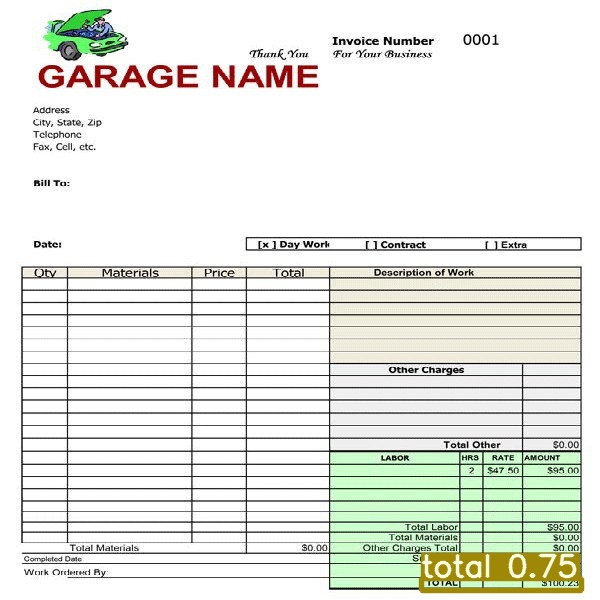 Invoice Number 0001
Thank You For Your Business
GARAGE NAME
Address
City, State, Zip
Telephone
Fax, Cell, etc.
Bill To:
Date: [x ] Day Work [ ] Contract [ ] Extra
Qty Materials Price Total Description of Work
Other Charges
Total Other $0.00
LABOR HRS RATE AMOUNT
2 $47.50 $95.00
Total Labor $95.00
Total Materials $0.00
Total Materials $0.00 Other Charges Total $0.00
Completed Date
total 0.75
Work Ordered By:
TOTAL $100.23